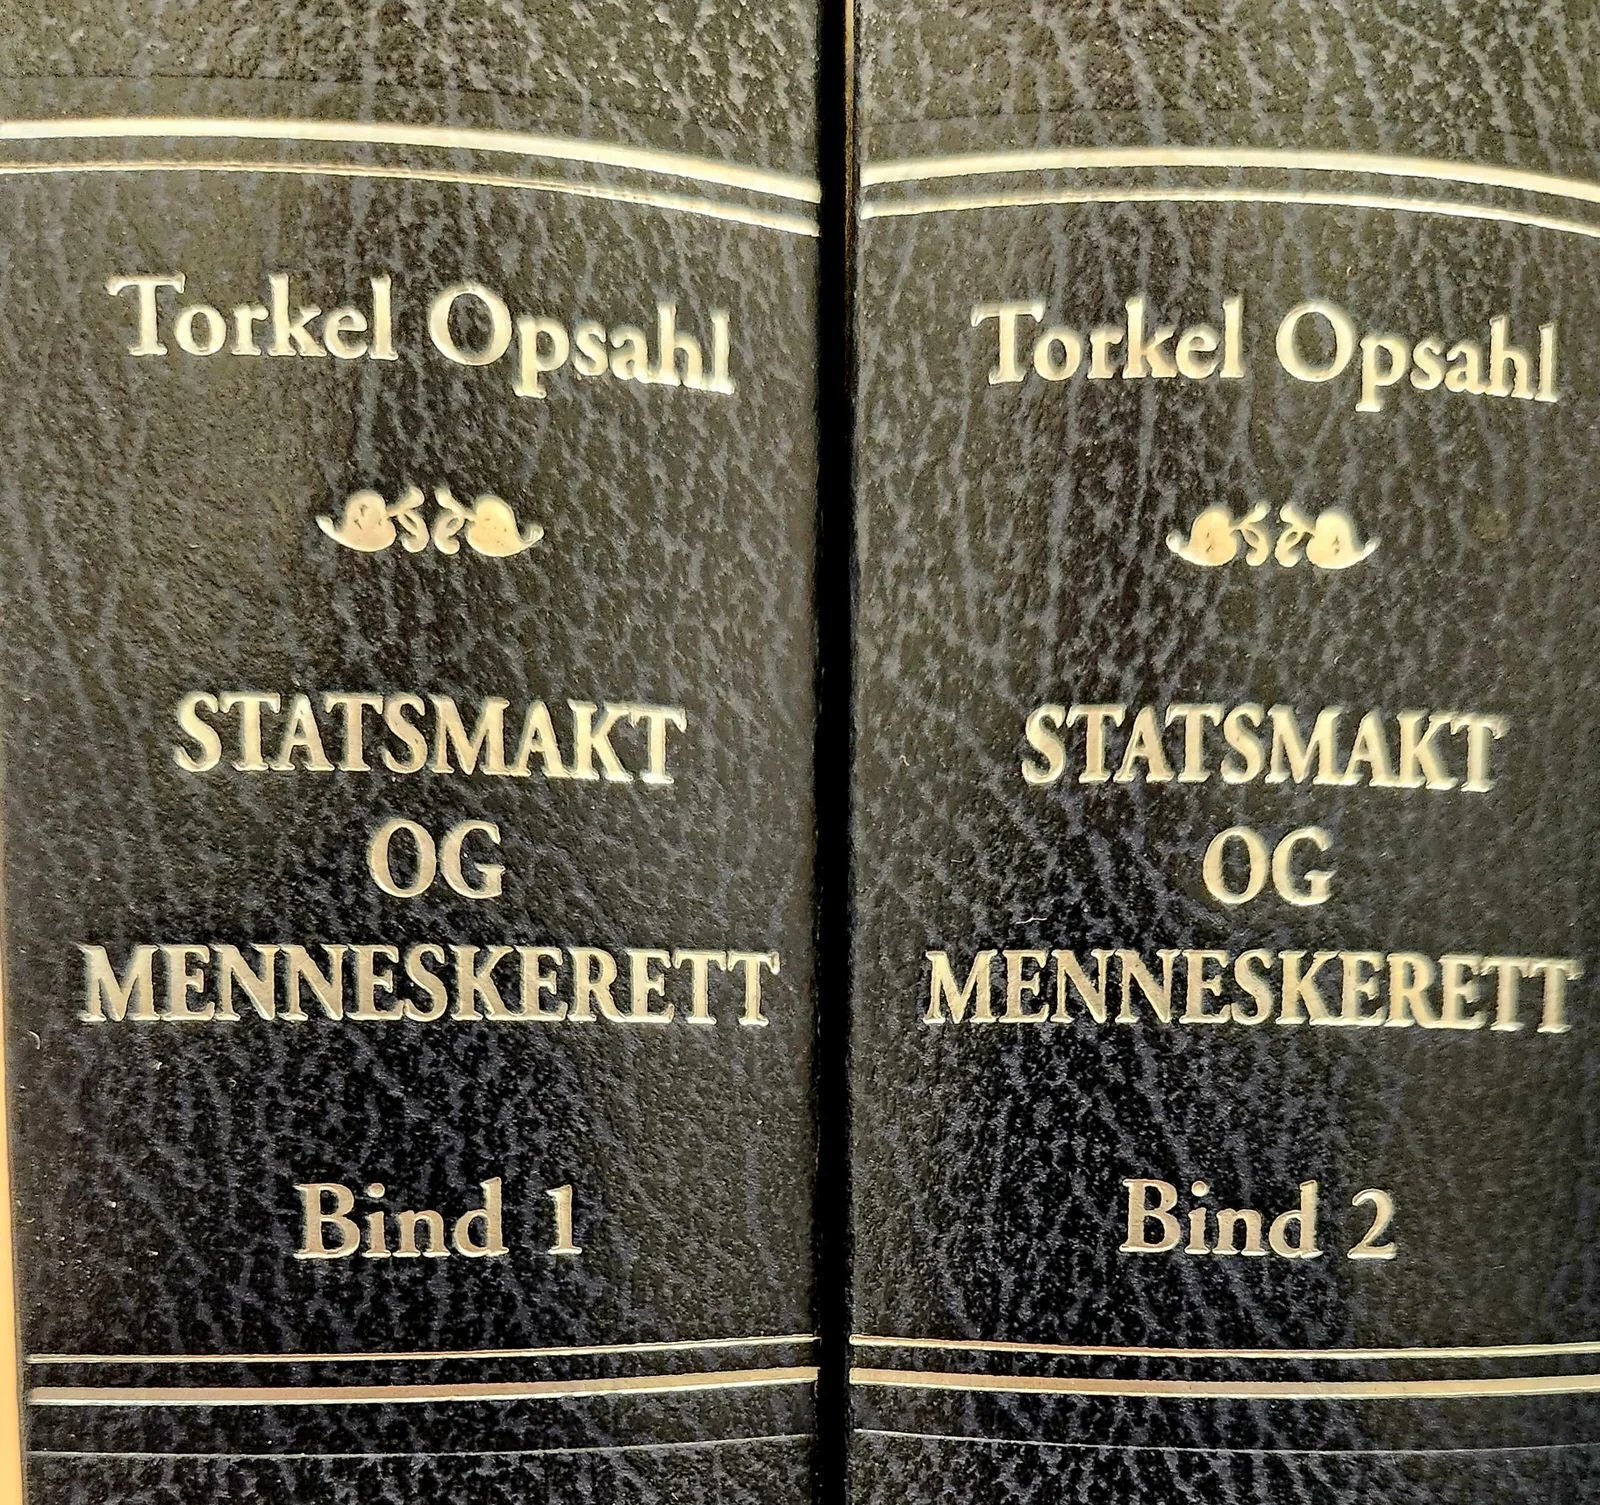 Torkel Opsahl
STATSMAKT
OG
MENNESKERETT
Bind 1
Torkel Opsahl
STATSMAKT
OG
MENNESKERETT
Bind 2